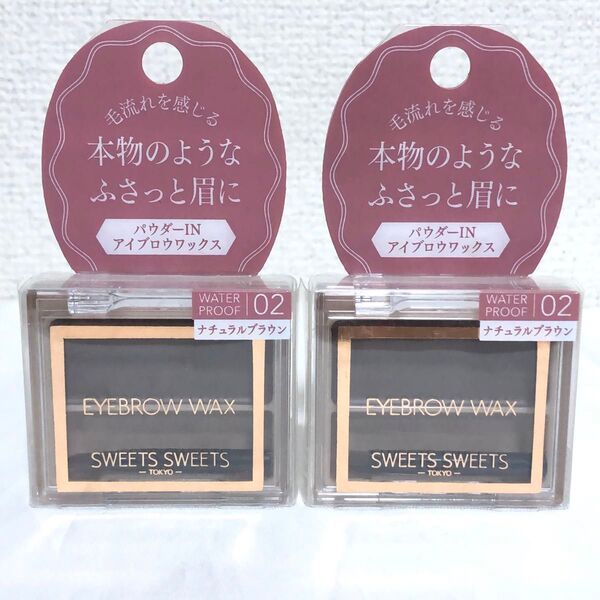 毛流れを感じる
本物のような
ふさっと眉に
パウダーIN
アイブロウワックス
WATER
PROOF
02
ナチュラルブラウン
EYEBROW WAX
SWEETS SWEETS
— TOKYO —
毛流れを感じる
本物のような
ふさっと眉に
パウダーIN
アイブロウワックス
WATER
PROOF
02
ナチュラルブラウン
EYEBROW WAX
SWEETS SWEETS
— TOKYO —